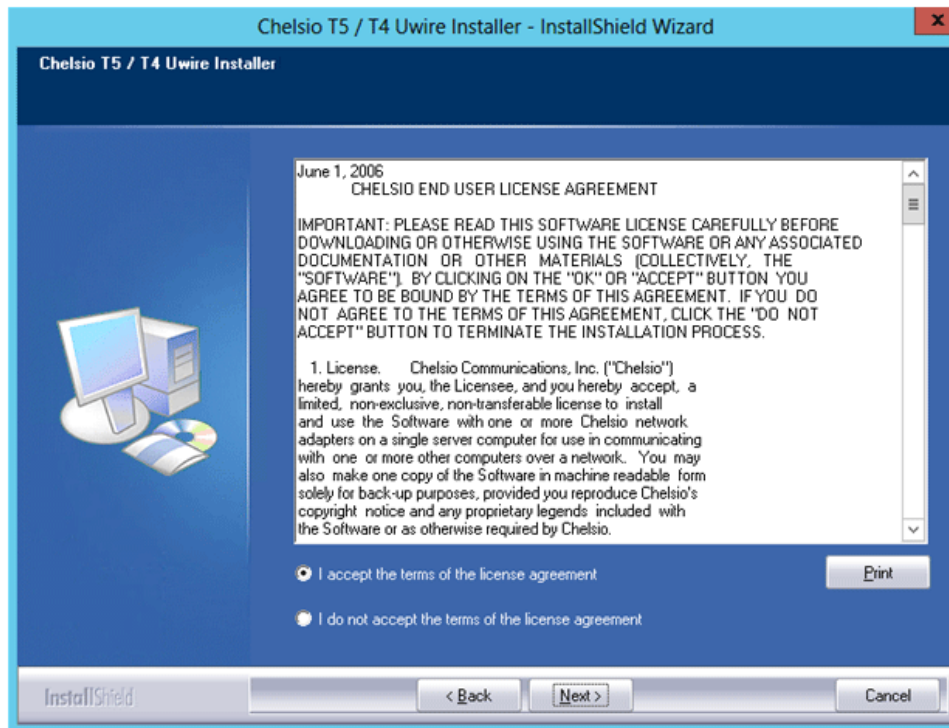 Chelsio T5 / T4 Uwire Installer - InstallShield Wizard
x
Chelsio T5 / T4 Uwire Installer
June 1, 2006
CHELSIO END USER LICENSE AGREEMENT
IMPORTANT: PLEASE READ THIS SOFTWARE LICENSE CAREFULLY BEFORE
DOWNLOADING OR OTHERWISE USING THE SOFTWARE OR ANY ASSOCIATED
DOCUMENTATION OR OTHER MATERIALS (COLLECTIVELY, THE
"SOFTWARE"). BY CLICKING ON THE "OK" OR "ACCEPT" BUTTON YOU
AGREE TO BE BOUND BY THE TERMS OF THIS AGREEMENT. IF YOU DO
NOT AGREE TO THE TERMS OF THIS AGREEMENT, CLICK THE "DO NOT
ACCEPT" BUTTON TO TERMINATE THE INSTALLATION PROCESS.
1. License. Chelsio Communications, Inc. ("Chelsio")
hereby grants you, the Licensee, and you hereby accept, a
limited, non-exclusive, non-transferable license to install
and use the Software with one or more Chelsio network
adapters on a single server computer for use in communicating
with one or more other computers over a network. You may
also make one copy of the Software in machine readable form
solely for back-up purposes, provided you reproduce Chelsio's
copyright notice and any proprietary legends included with
the Software or as otherwise required by Chelsio.
I accept the terms of the license agreement
Print
I do not accept the terms of the license agreement
InstallShield
< Back
Next >
Cancel